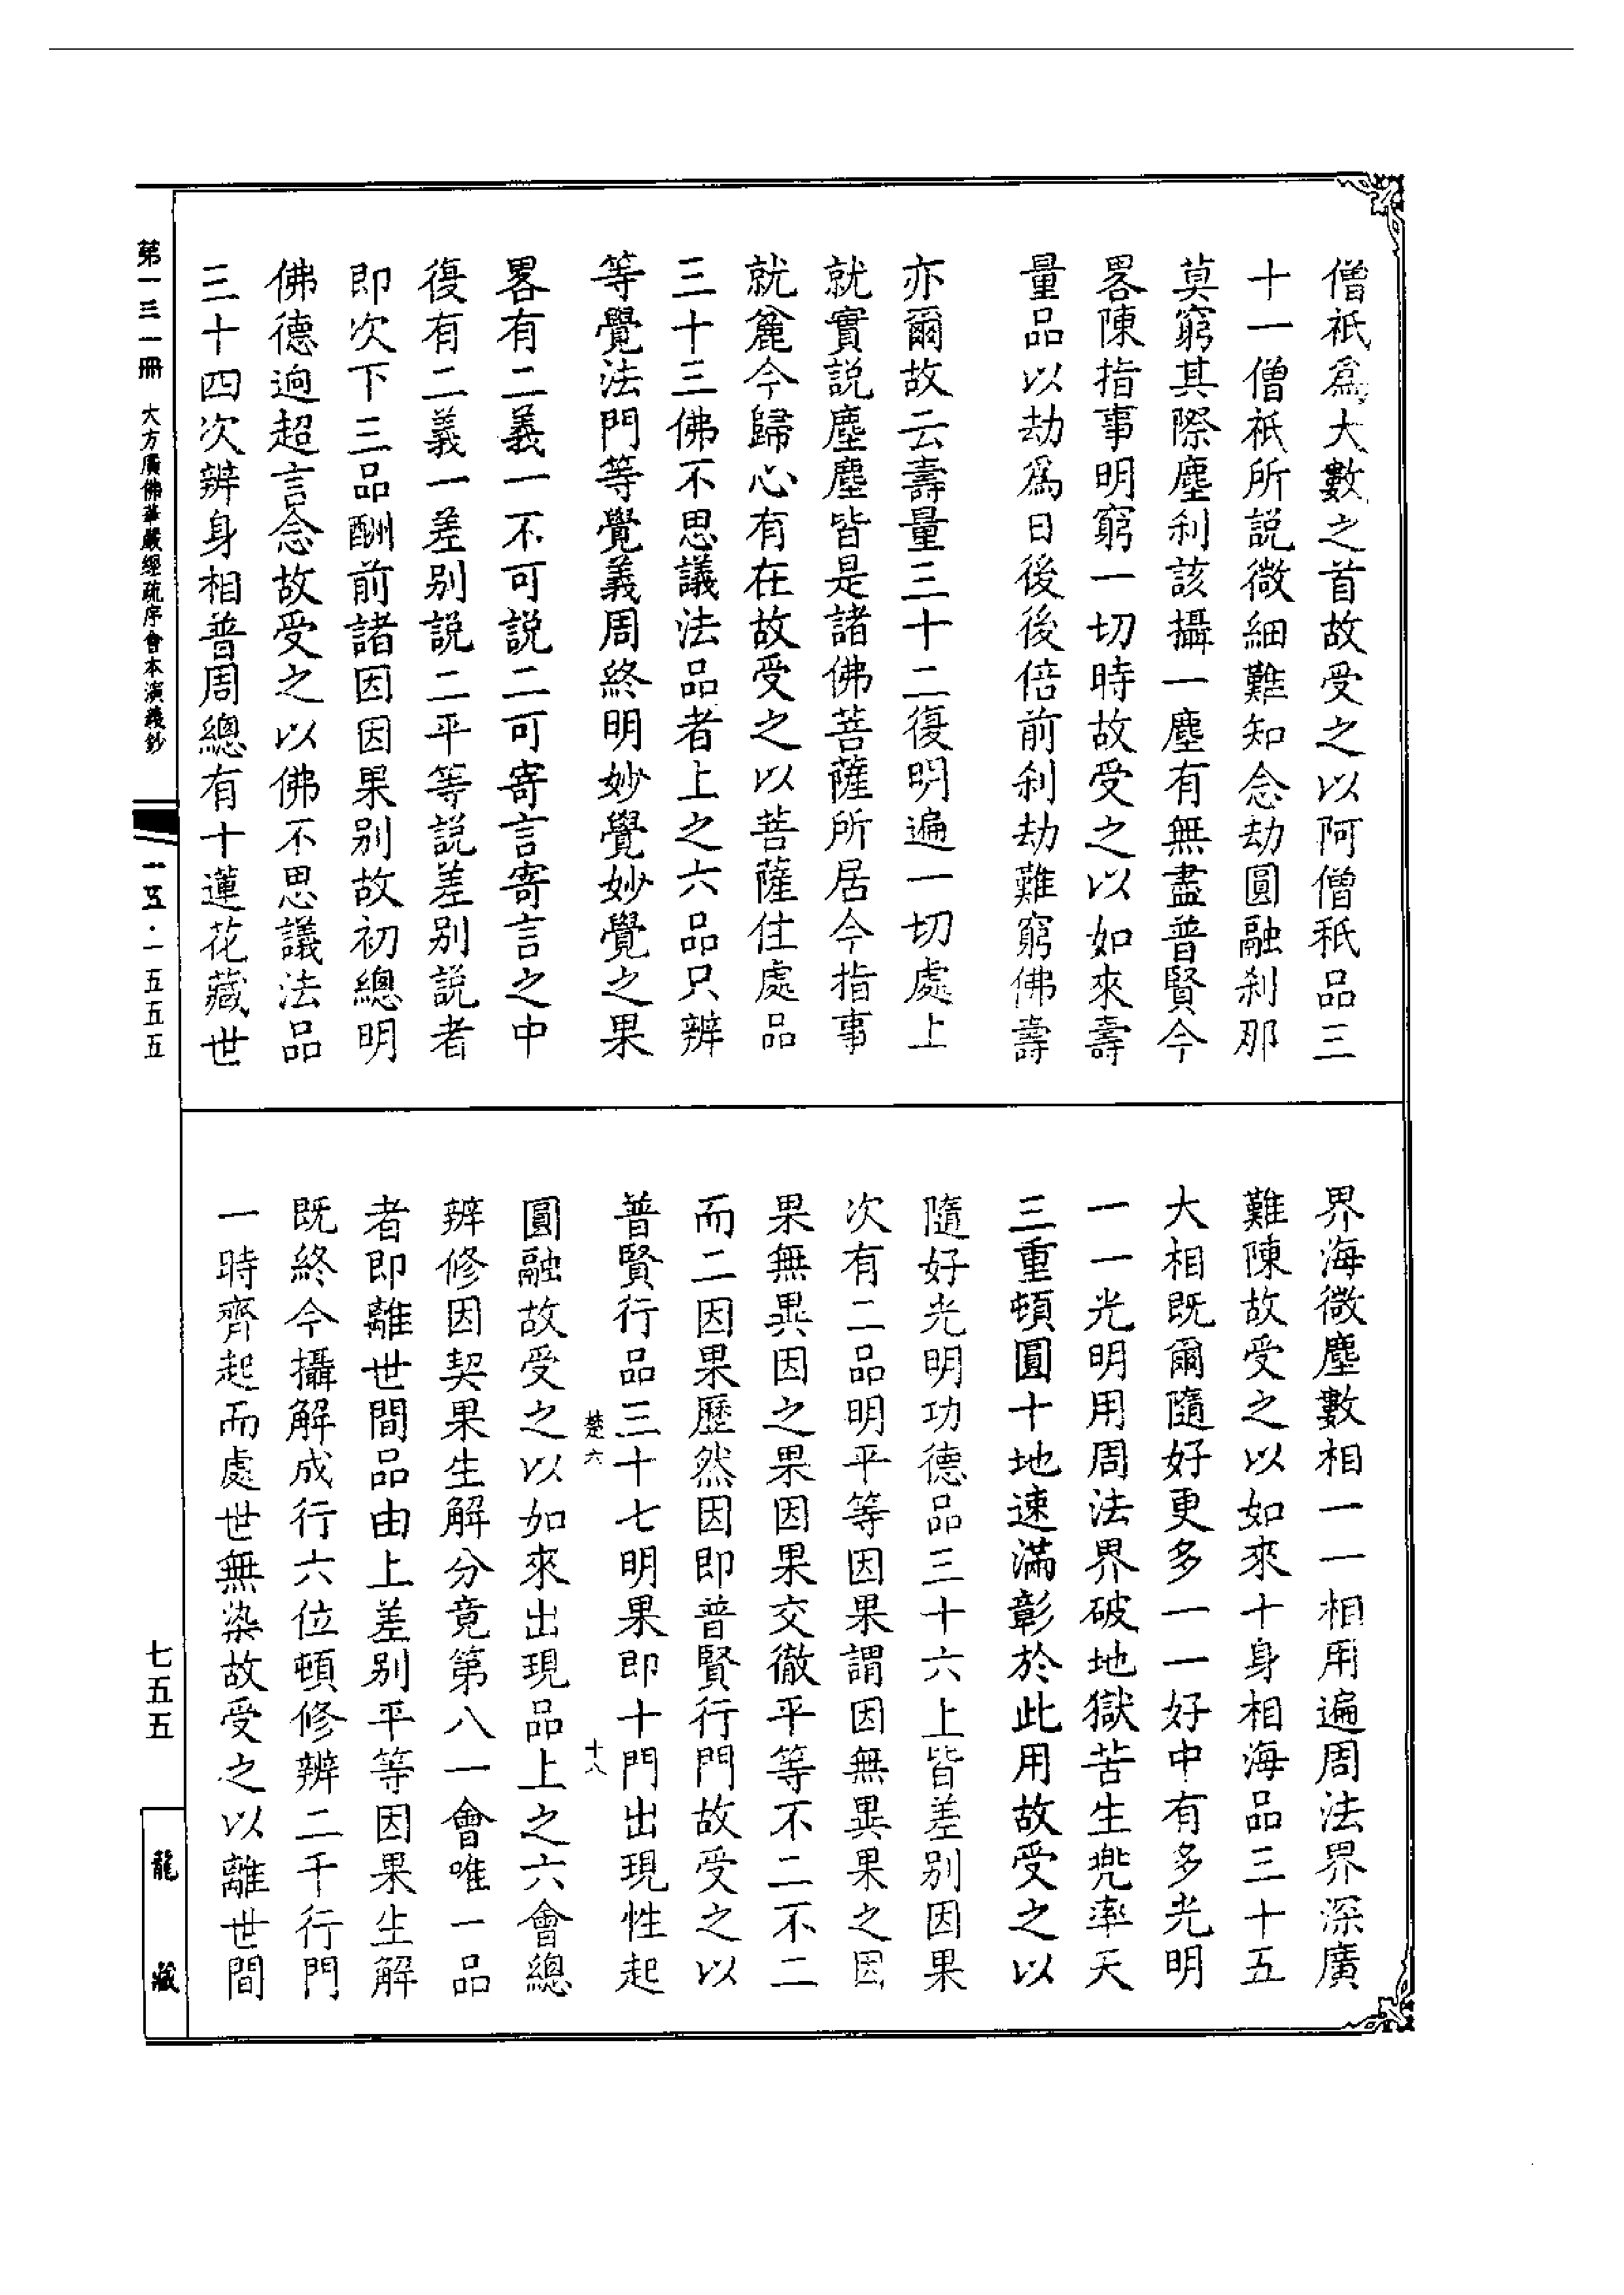 僧祇爲大數之首故受之以阿僧秖品三
十一僧祇所説微細難知念劫圓融刹那
莫窮其際塵刹該攝一塵有無盡普賢今
畧陳指事明窮一切時故受之以如來壽
量品以劫爲日後後倍前刹劫難窮佛壽
亦爾故云壽量三十二復明遍一切處上
就實説塵塵皆是諸佛菩薩所居今指事
就麄今歸心有在故受之以菩薩住處品
三十三佛不思議法品者上之六品只辨
等覺法門等覺義周終明妙覺妙覺之果
畧有二義一不可説二可寄言寄言之中
復有二義一差别説二平等説差别説者
即次下三品酬前諸因因果别故初總明
佛德逈超言念故受之以佛不思議法品
三十四次辨身相普周總有十蓮花藏世
界海微塵數相一一相用遍周法界深廣
難陳故受之以如來十身相海品三十五
大相既爾隨好更多一一好中有多光明
一一光明用周法界破地獄苦生兜率天
三重頓圓十地速滿彰於此用故受之以
隨好光明功德品三十六上皆差别因果
次有二品明平等因果謂因無異果之因
果無異因之果因果交徹平等不二不二
而二因果歷然因即普賢行門故受之以
普賢行品三十七明果即十門出現性起
楚六 十八
圓融故受之以如來出現品上之六會總
辨修因契果生解分竟第八一會唯一品
者即離世間品由上差别平等因果生解
既終今攝解成行六位頓修辨二千行門
一時齊起而處世無染故受之以離世間
第一三一冊 大方廣佛華嚴經疏序會本演義鈔
一五·一五五五
七五五
龍藏